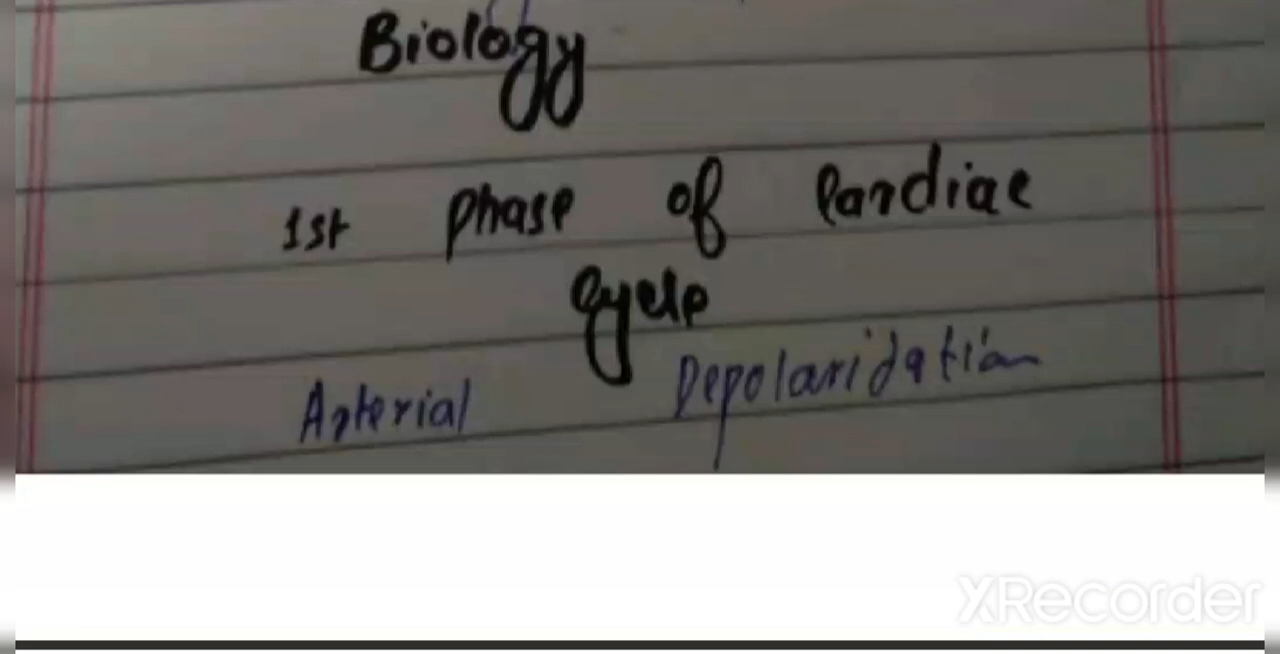 Biology
1st phase of Cardiac
Cycle
Arterial Depolaridation
XRecorder